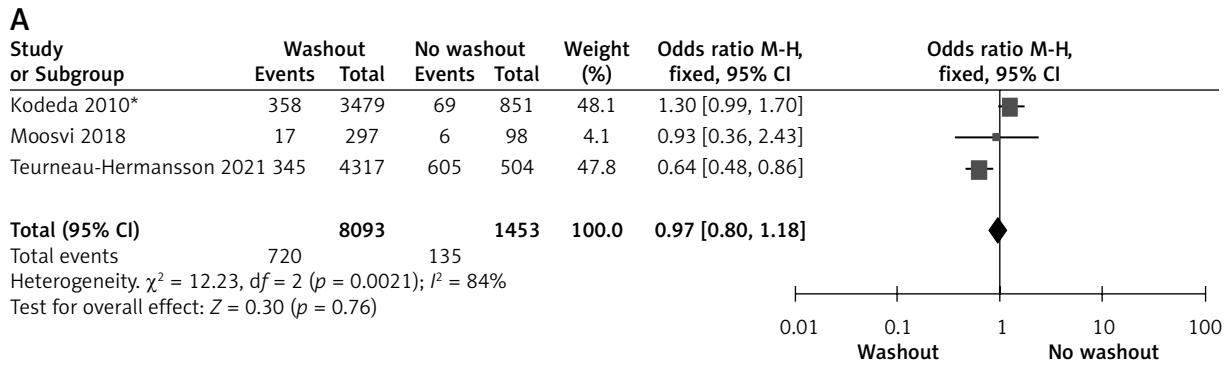 A
Study Washout No washout Weight Odds ratio M-H, Odds ratio M-H,
or Subgroup Events Total Events Total (%) fixed, 95% CI fixed, 95% CI
Kodeda 2010* 358 3479 69 851 48.1 1.30 [0.99, 1.70]
Moosvi 2018 17 297 6 98 4.1 0.93 [0.36, 2.43]
Teurneau-Hermansson 2021 345 4317 605 504 47.8 0.64 [0.48, 0.86]
Total (95% CI) 8093 1453 100.0 0.97 [0.80, 1.18]
Total events 720 135
Heterogeneity. χ² = 12.23, df = 2 (p = 0.0021); I² = 84%
Test for overall effect: Z = 0.30 (p = 0.76)
0.01 0.1 1 10 100
Washout No washout